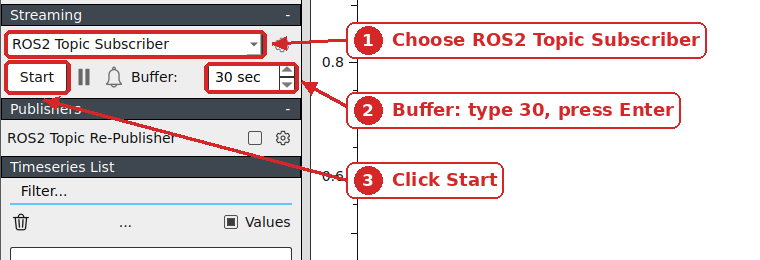 Streaming -
ROS2 Topic Subscriber
1 Choose ROS2 Topic Subscriber
0.8
Start Buffer: 30 sec
2 Buffer: type 30, press Enter
Publishers -
ROS2 Topic Re-Publisher
Timeseries List
0.6
3 Click Start
Filter...
... Values